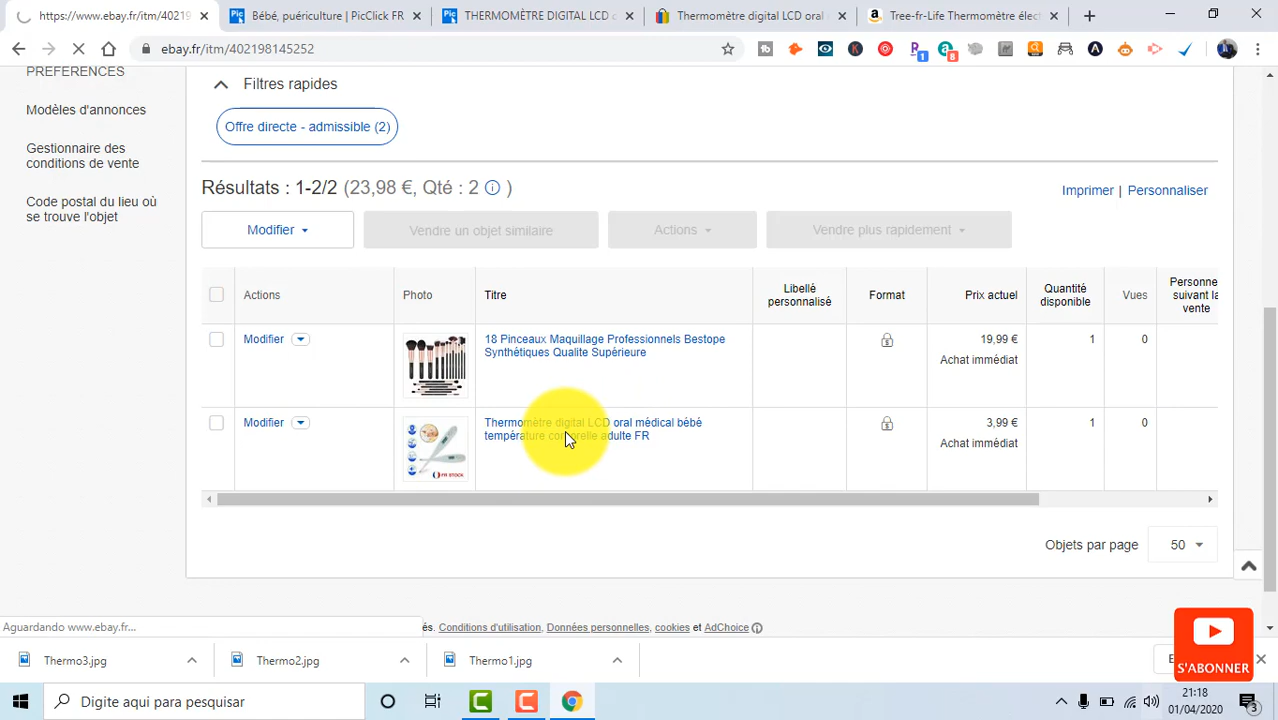 https://www.ebay.fr/itm/40219
Bébé, puériculture | PicClick FR
THERMOMÈTRE DIGITAL LCD
Thermomètre digital LCD oral
Tree-fr-Life Thermomètre élect
ebay.fr/itm/402198145252
1
8
PREFERENCES
Modèles d'annonces
Gestionnaire des
conditions de vente
Code postal du lieu où
se trouve l'objet
Filtres rapides
Offre directe - admissible (2)
Résultats : 1-2/2 (23,98 €, Qté : 2 )
Imprimer | Personnaliser
Modifier
Vendre un objet similaire
Actions
Vendre plus rapidement
Actions
Photo
Titre
Libellé
personnalisé
Format
Prix actuel
Quantité
disponible
Vues
Personne
suivant la
vente
Modifier
18 Pinceaux Maquillage Professionnels Bestope
Synthétiques Qualite Supérieure
19,99 €
Achat immédiat
1
0
Modifier
FR STOCK
Thermomètre digital LCD oral médical bébé
température corporelle adulte FR
3,99 €
Achat immédiat
1
0
Objets par page
50
Aguardando www.ebay.fr...
Conditions d'utilisation, Données personnelles, cookies et AdChoice
Thermo3.jpg
Thermo2.jpg
Thermo1.jpg
S'ABONNER
Digite aqui para pesquisar
21:18
01/04/2020
3